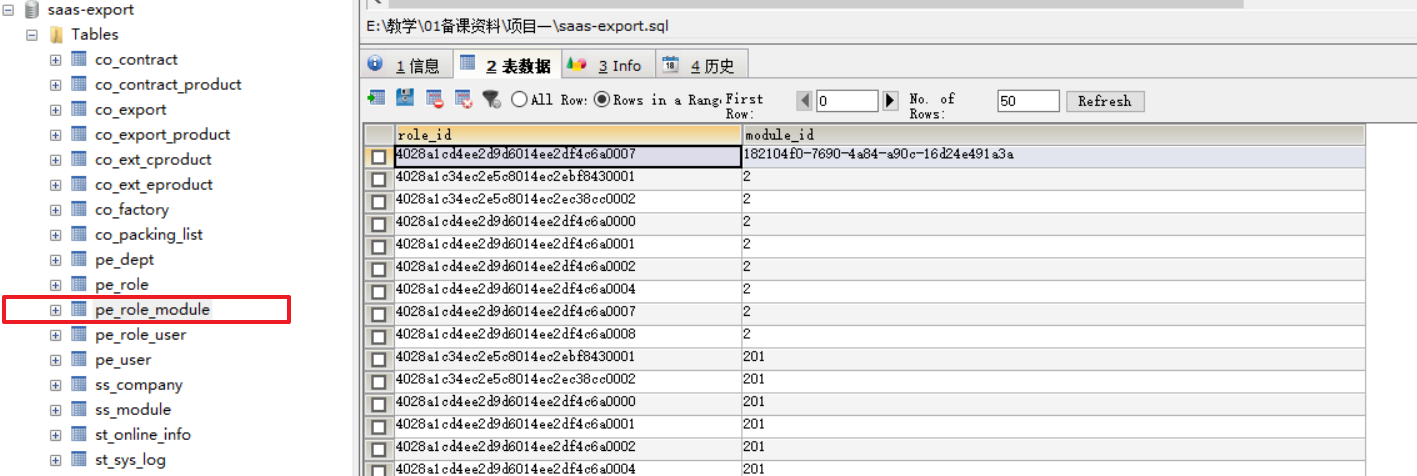 saas-export
Tables
co_contract
co_contract_product
co_export
co_export_product
co_ext_cproduct
co_ext_eproduct
co_factory
co_packing_list
pe_dept
pe_role
pe_role_module
pe_role_user
pe_user
ss_company
ss_module
st_online_info
st_sys_log
E:\教学\01备课资料\项目一\saas-export.sql
1 信息 2 表数据 3 Info 4 历史
All Row: Rows in a Rang. First Row: 0 No. of Rows: 50 Refresh
role_id module_id
4028a1cd4ee2d9d6014ee2df4c6a0007 182104f0-7690-4a84-a90c-16d24e491a3a
4028a1c34ec2e5c8014ec2ebf8430001 2
4028a1c34ec2e5c8014ec2ec38cc0002 2
4028a1cd4ee2d9d6014ee2df4c6a0000 2
4028a1cd4ee2d9d6014ee2df4c6a0001 2
4028a1cd4ee2d9d6014ee2df4c6a0002 2
4028a1cd4ee2d9d6014ee2df4c6a0004 2
4028a1cd4ee2d9d6014ee2df4c6a0007 2
4028a1cd4ee2d9d6014ee2df4c6a0008 2
4028a1c34ec2e5c8014ec2ebf8430001 201
4028a1c34ec2e5c8014ec2ec38cc0002 201
4028a1cd4ee2d9d6014ee2df4c6a0000 201
4028a1cd4ee2d9d6014ee2df4c6a0001 201
4028a1cd4ee2d9d6014ee2df4c6a0002 201
4028a1cd4ee2d9d6014ee2df4c6a0004 201